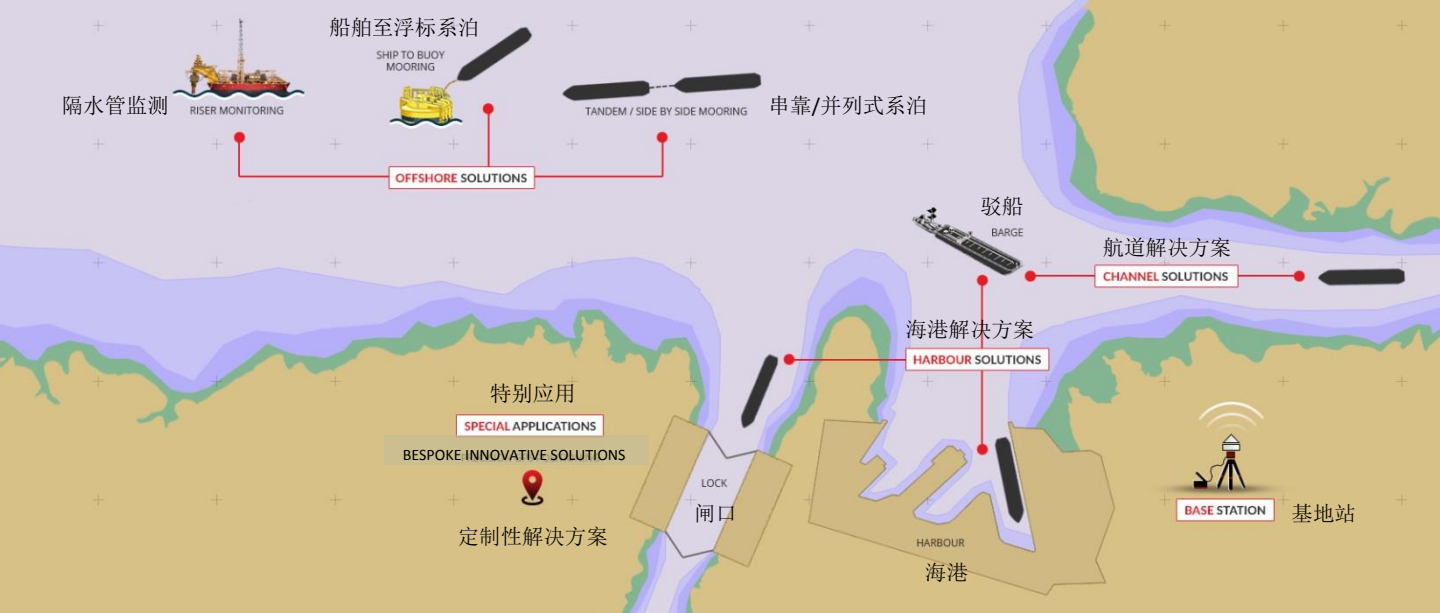 船舶至浮标系泊
SHIP TO BUOY
MOORING
隔水管监测
RISER MONITORING
TANDEM / SIDE BY SIDE MOORING
串靠/并列式系泊
OFFSHORE SOLUTIONS
驳船
BARGE
航道解决方案
CHANNEL SOLUTIONS
海港解决方案
HARBOUR SOLUTIONS
特别应用
SPECIAL APPLICATIONS
BESPOKE INNOVATIVE SOLUTIONS
定制性解决方案
LOCK
闸口
HARBOUR
海港
BASE STATION
基地站